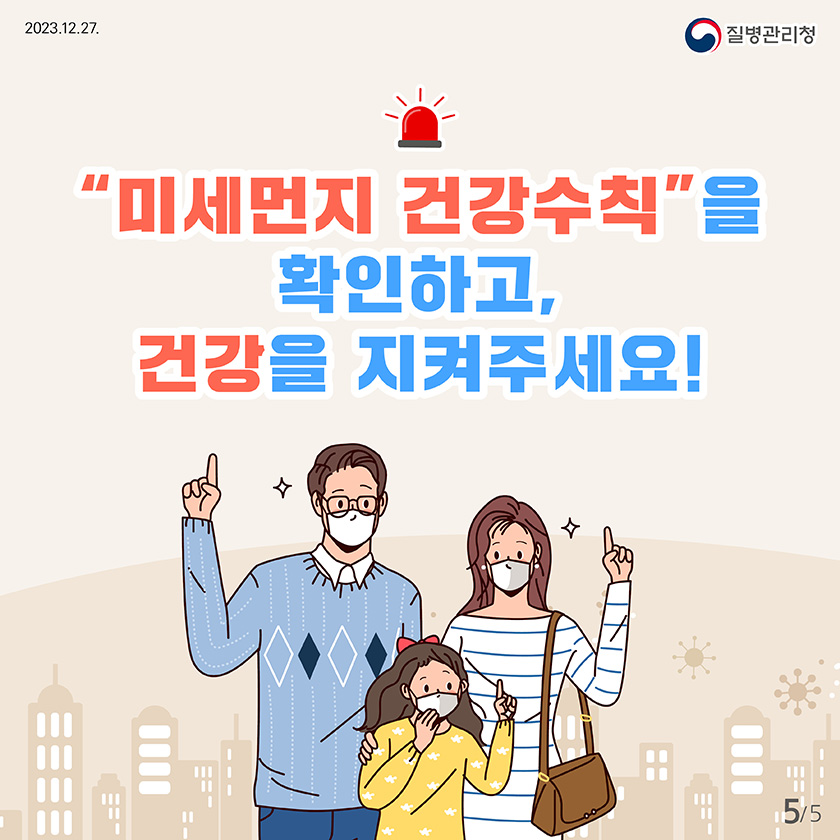 2023.12.27.
질병관리청
“미세먼지 건강수칙”을
확인하고,
건강을 지켜주세요!
5/5